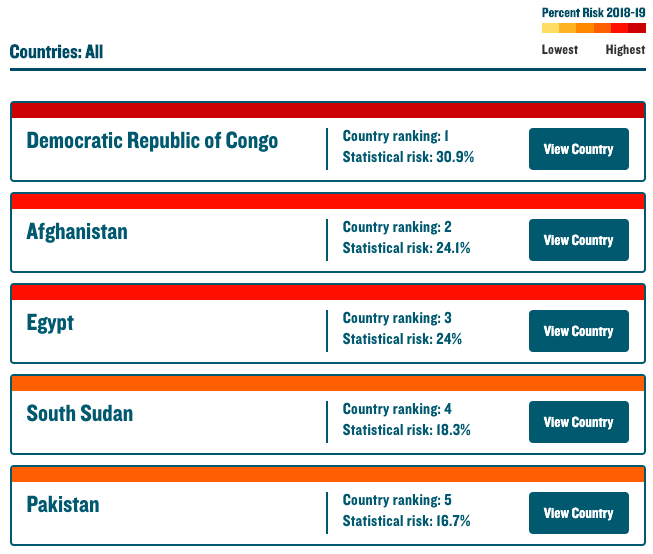 Percent Risk 2018-19
Lowest Highest
Countries: All
Democratic Republic of Congo
Country ranking: 1
Statistical risk: 30.9%
View Country
Afghanistan
Country ranking: 2
Statistical risk: 24.1%
View Country
Egypt
Country ranking: 3
Statistical risk: 24%
View Country
South Sudan
Country ranking: 4
Statistical risk: 18.3%
View Country
Pakistan
Country ranking: 5
Statistical risk: 16.7%
View Country